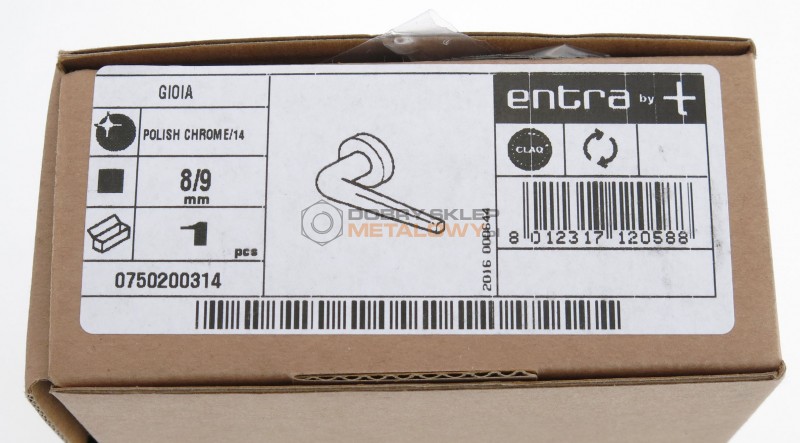 GIOIA
POLISH CHROME/14
8/9
mm
1
pcs
0750200314
2016 000644
entra by t
CLAQ
8 012317 120588
DOBRY SKLEP
METALOWY.pl